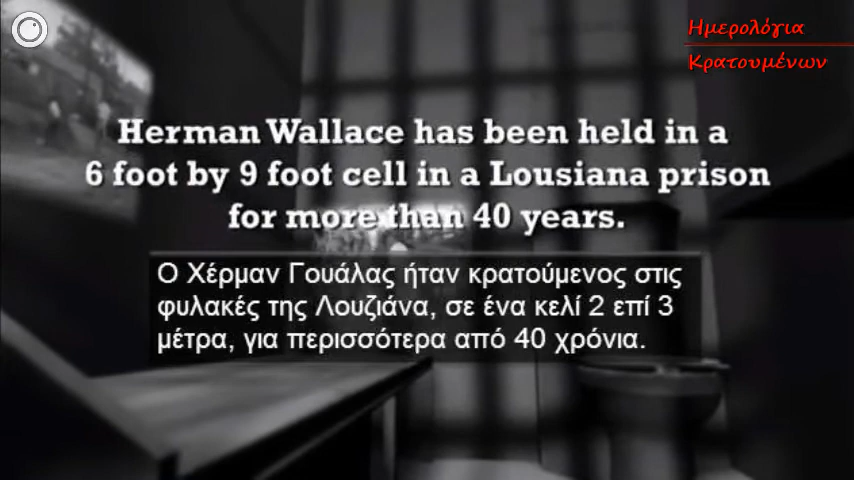 Ημερολόγια
Κρατουμένων
Herman Wallace has been held in a
6 foot by 9 foot cell in a Lousiana prison
for more than 40 years.
Ο Χέρμαν Γουάλας ήταν κρατούμενος στις
φυλακές της Λουζιάνα, σε ένα κελί 2 επί 3
μέτρα, για περισσότερα από 40 χρόνια.